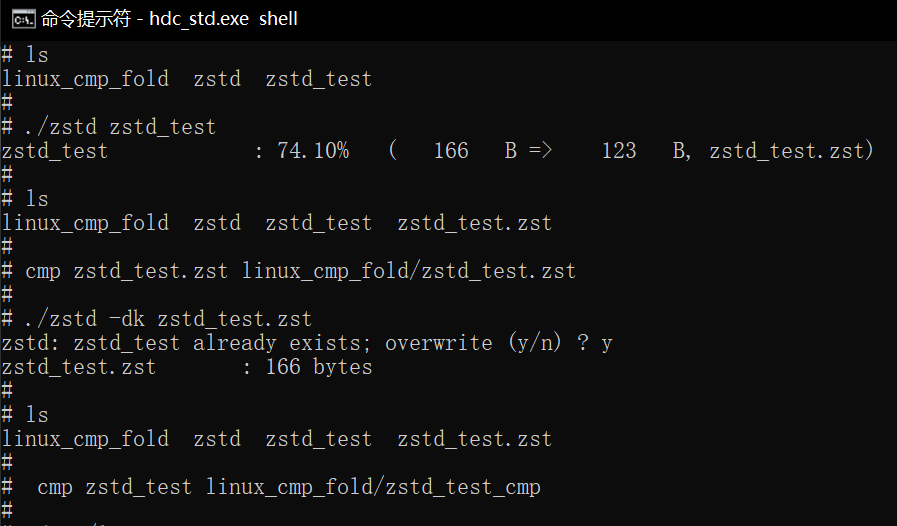 命令提示符 - hdc_std.exe shell
# ls
linux_cmp_fold  zstd  zstd_test
#
# ./zstd zstd_test
zstd_test            : 74.10%   (   166   B =>    123   B, zstd_test.zst)
#
# ls
linux_cmp_fold  zstd  zstd_test  zstd_test.zst
#
# cmp zstd_test.zst linux_cmp_fold/zstd_test.zst
#
# ./zstd -dk zstd_test.zst
zstd: zstd_test already exists; overwrite (y/n) ? y
zstd_test.zst       : 166 bytes
#
# ls
linux_cmp_fold  zstd  zstd_test  zstd_test.zst
#
#  cmp zstd_test linux_cmp_fold/zstd_test_cmp
#